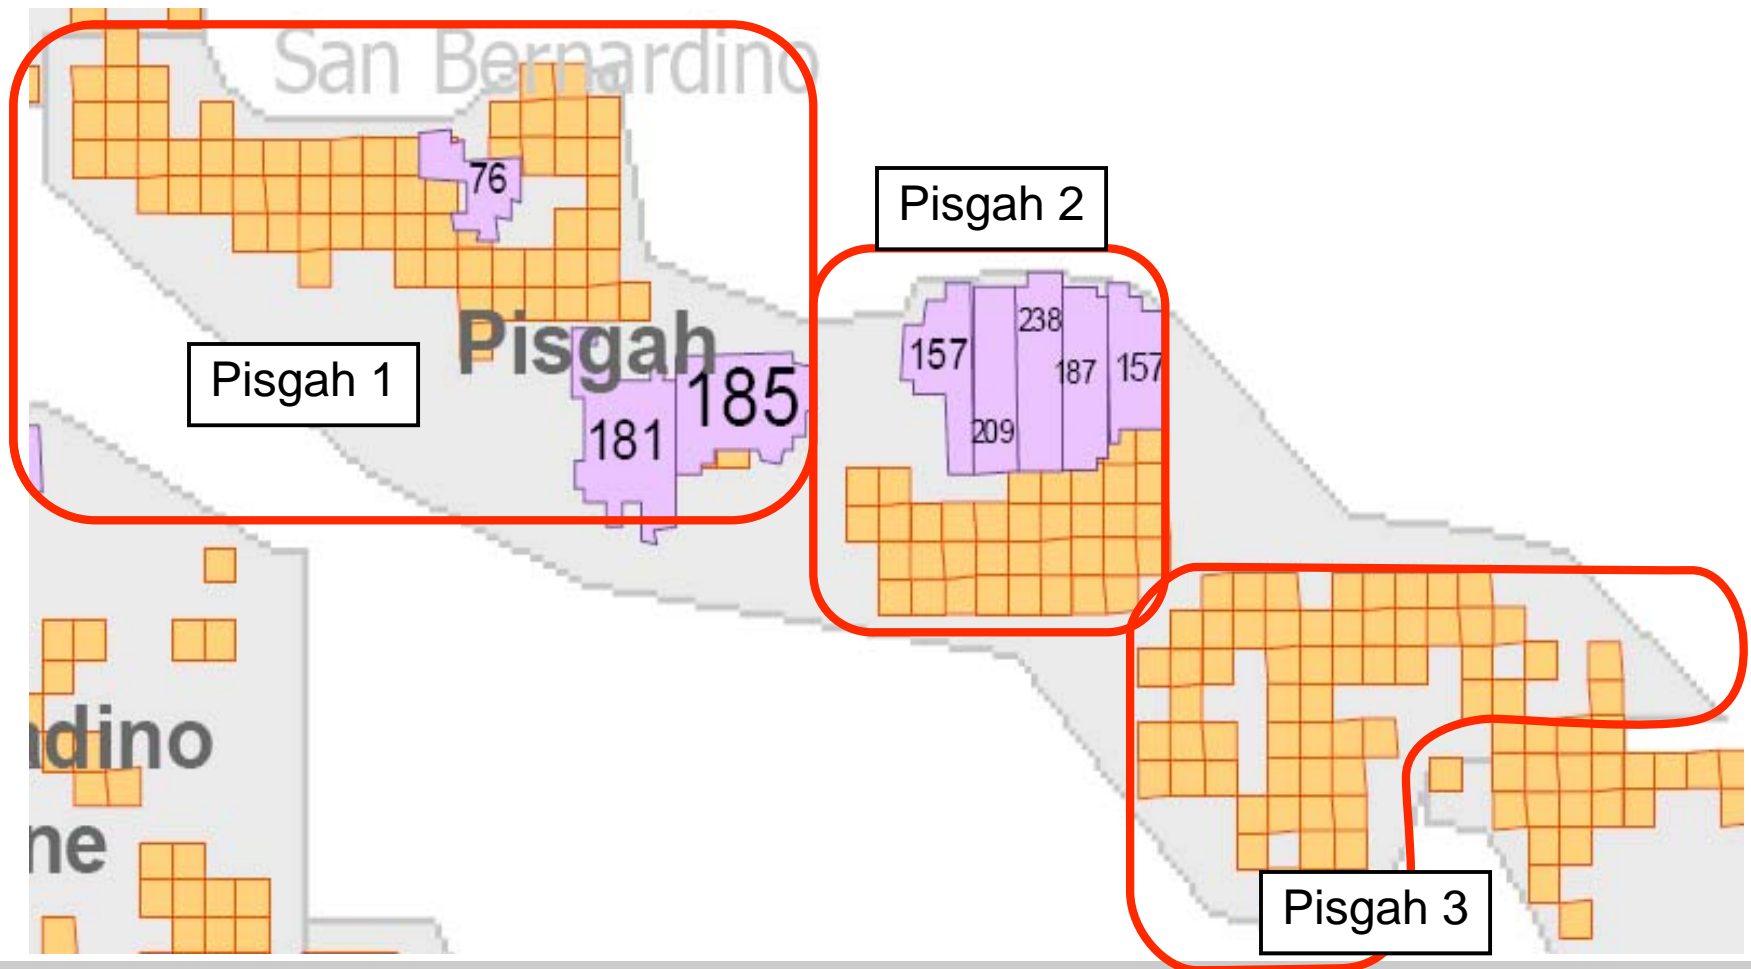 San Bernardino
76
Pisgah 2
Pisgah
Pisgah 1
185
181
157
238
187
157
209
dino
ne
Pisgah 3